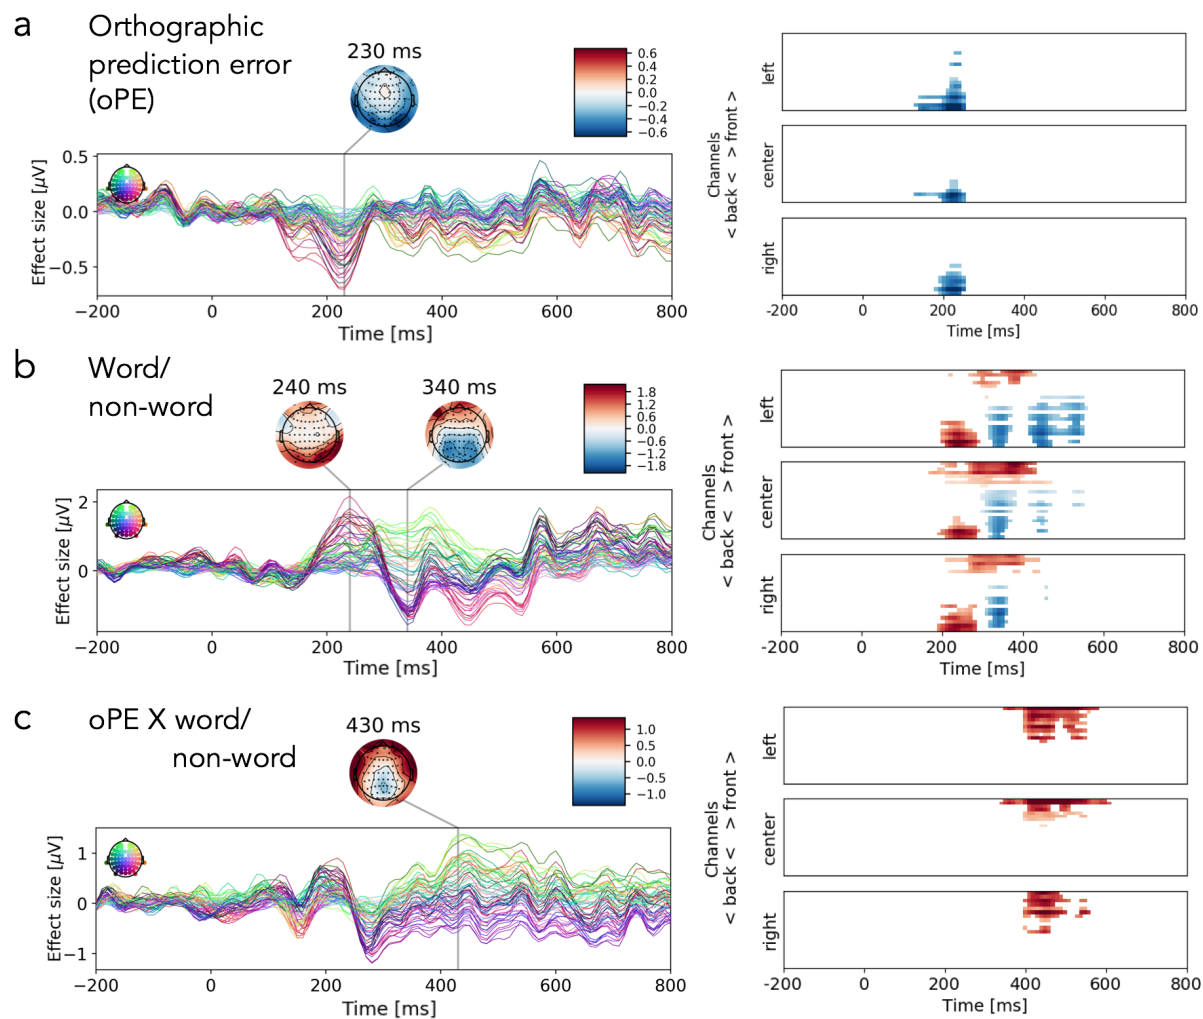 a
Orthographic
prediction error
(oPE)
230 ms
0.6
0.4
0.2
0.0
−0.2
−0.4
−0.6
0.5
0.0
−0.5
Effect size [µV]
−200 0 200 400 600 800
Time [ms]
Channels
< back < > front >
left
center
right
-200 0 200 400 600 800
Time [ms]
b
Word/
non-word
240 ms
340 ms
1.8
1.2
0.6
0.0
−0.6
−1.2
−1.8
2
0
Effect size [µV]
−200 0 200 400 600 800
Time [ms]
Channels
< back < > front >
left
center
right
-200 0 200 400 600 800
Time [ms]
c
oPE X word/
non-word
430 ms
1.0
0.5
0.0
−0.5
−1.0
1
0
−1
Effect size [µV]
−200 0 200 400 600 800
Time [ms]
Channels
< back < > front >
left
center
right
-200 0 200 400 600 800
Time [ms]